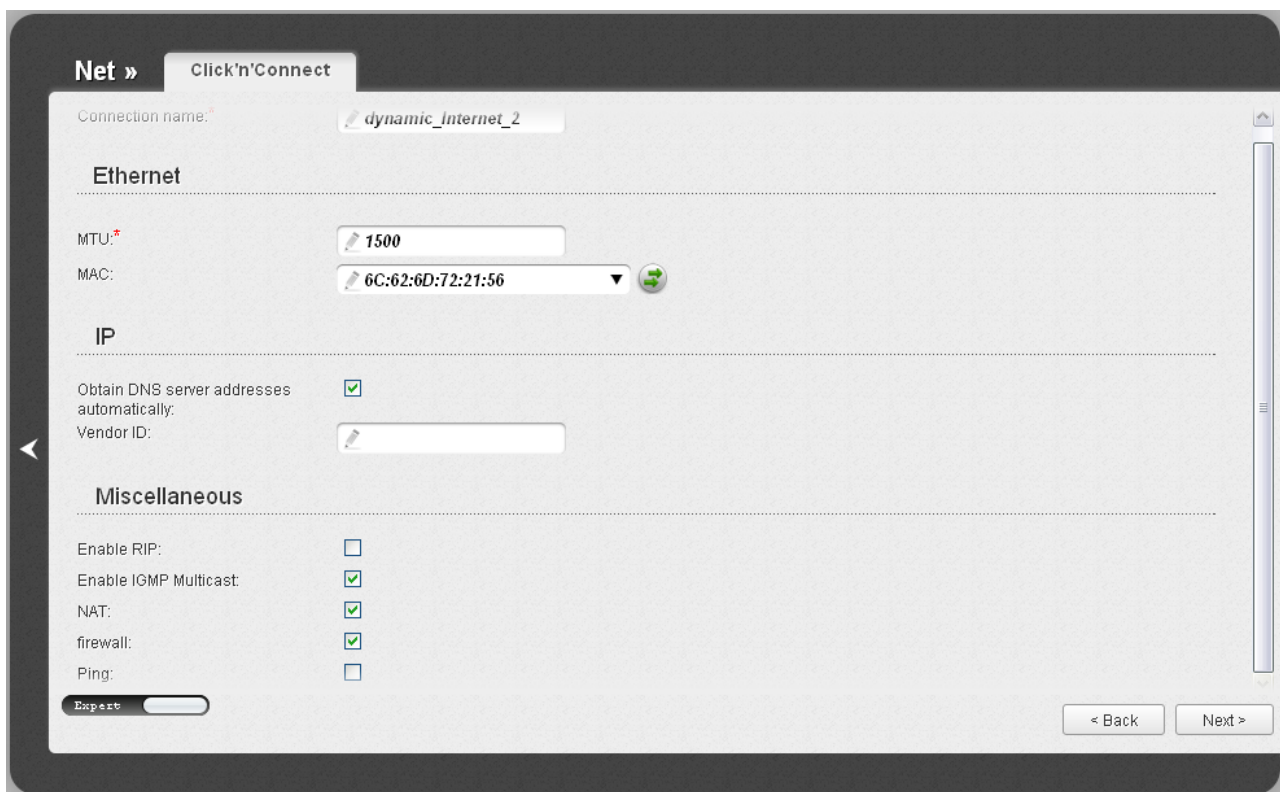 Net »
Click'n'Connect
Connection name:* dynamic_Internet_2
Ethernet
MTU:* 1500
MAC: 6C:62:6D:72:21:56
IP
Obtain DNS server addresses
automatically:
Vendor ID:
Miscellaneous
Enable RIP:
Enable IGMP Multicast:
NAT:
firewall:
Ping:
Expert
< Back
Next >